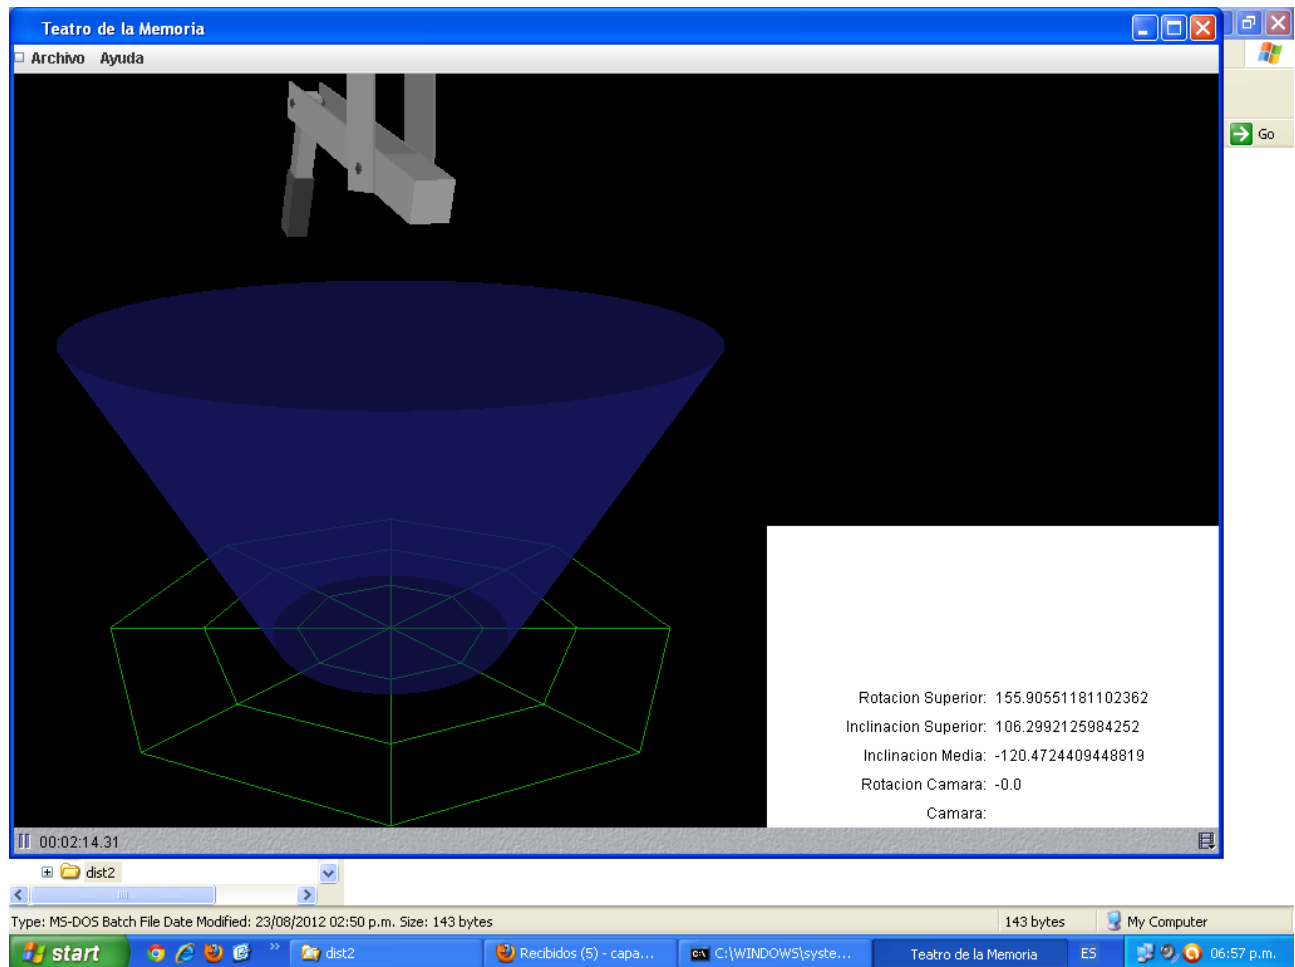 Teatro de la Memoria
Archivo Ayuda
Go
Rotacion Superior: 155.90551181102362
Inclinacion Superior: 106.2992125984252
Inclinacion Media: -120.4724409448819
Rotacion Camara: -0.0
Camara:
00:02:14.31
dist2
Type: MS-DOS Batch File Date Modified: 23/08/2012 02:50 p.m. Size: 143 bytes
143 bytes
My Computer
start
dist2
Recibidos (5) - capa...
C:\WINDOWS\syste...
Teatro de la Memoria
ES
06:57 p.m.